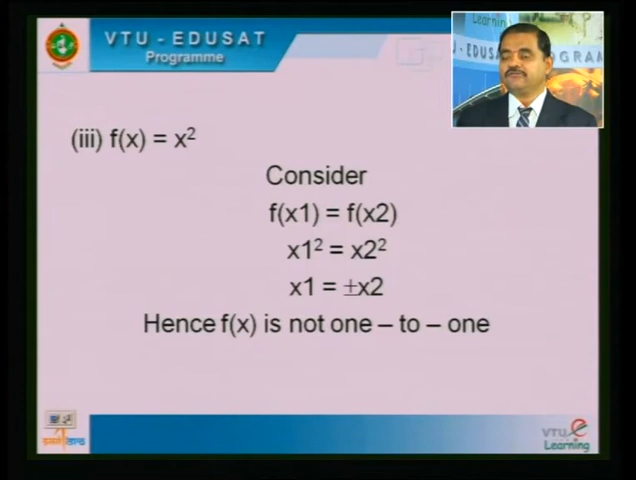 VTU - EDUSAT
Programme
Learning
(iii) f(x) = x²
Consider
f(x1) = f(x2)
x1² = x2²
x1 = ±x2
Hence f(x) is not one – to – one
VTU e
Learning